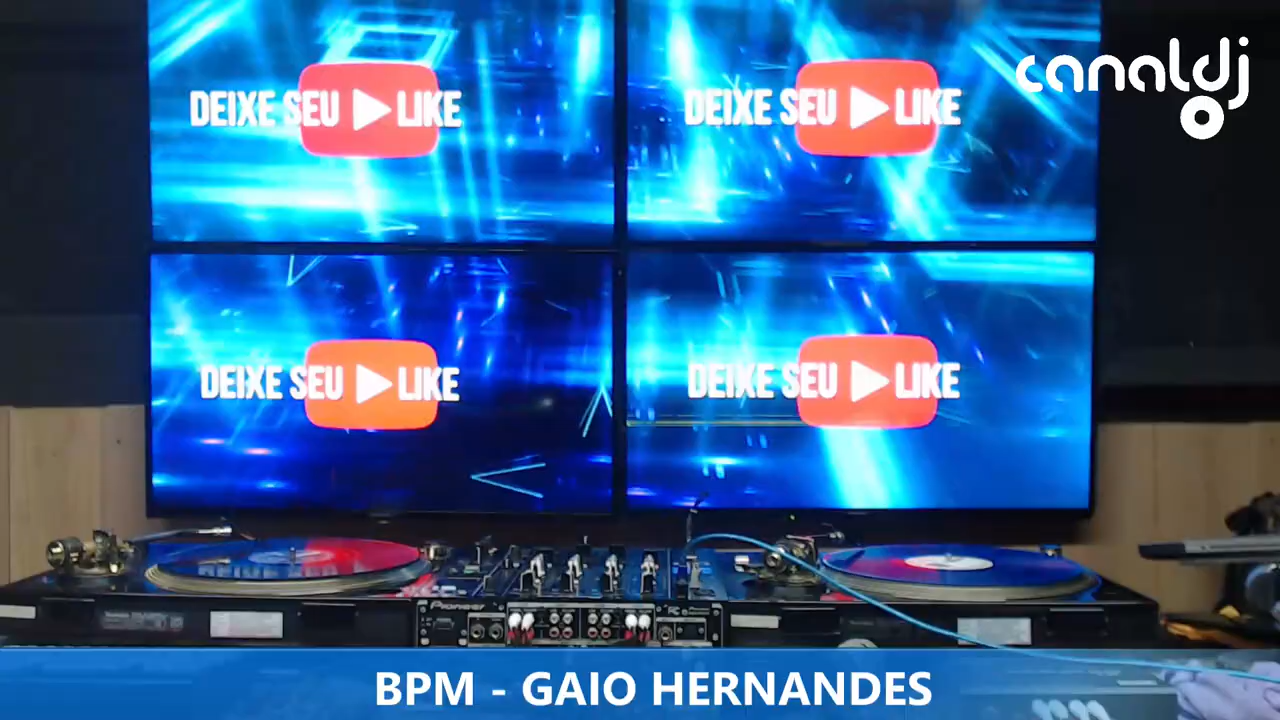 canaldj
DEIXE SEU LIKE
DEIXE SEU LIKE
DEIXE SEU LIKE
DEIXE SEU LIKE
Pioneer
BPM - GAIO HERNANDES